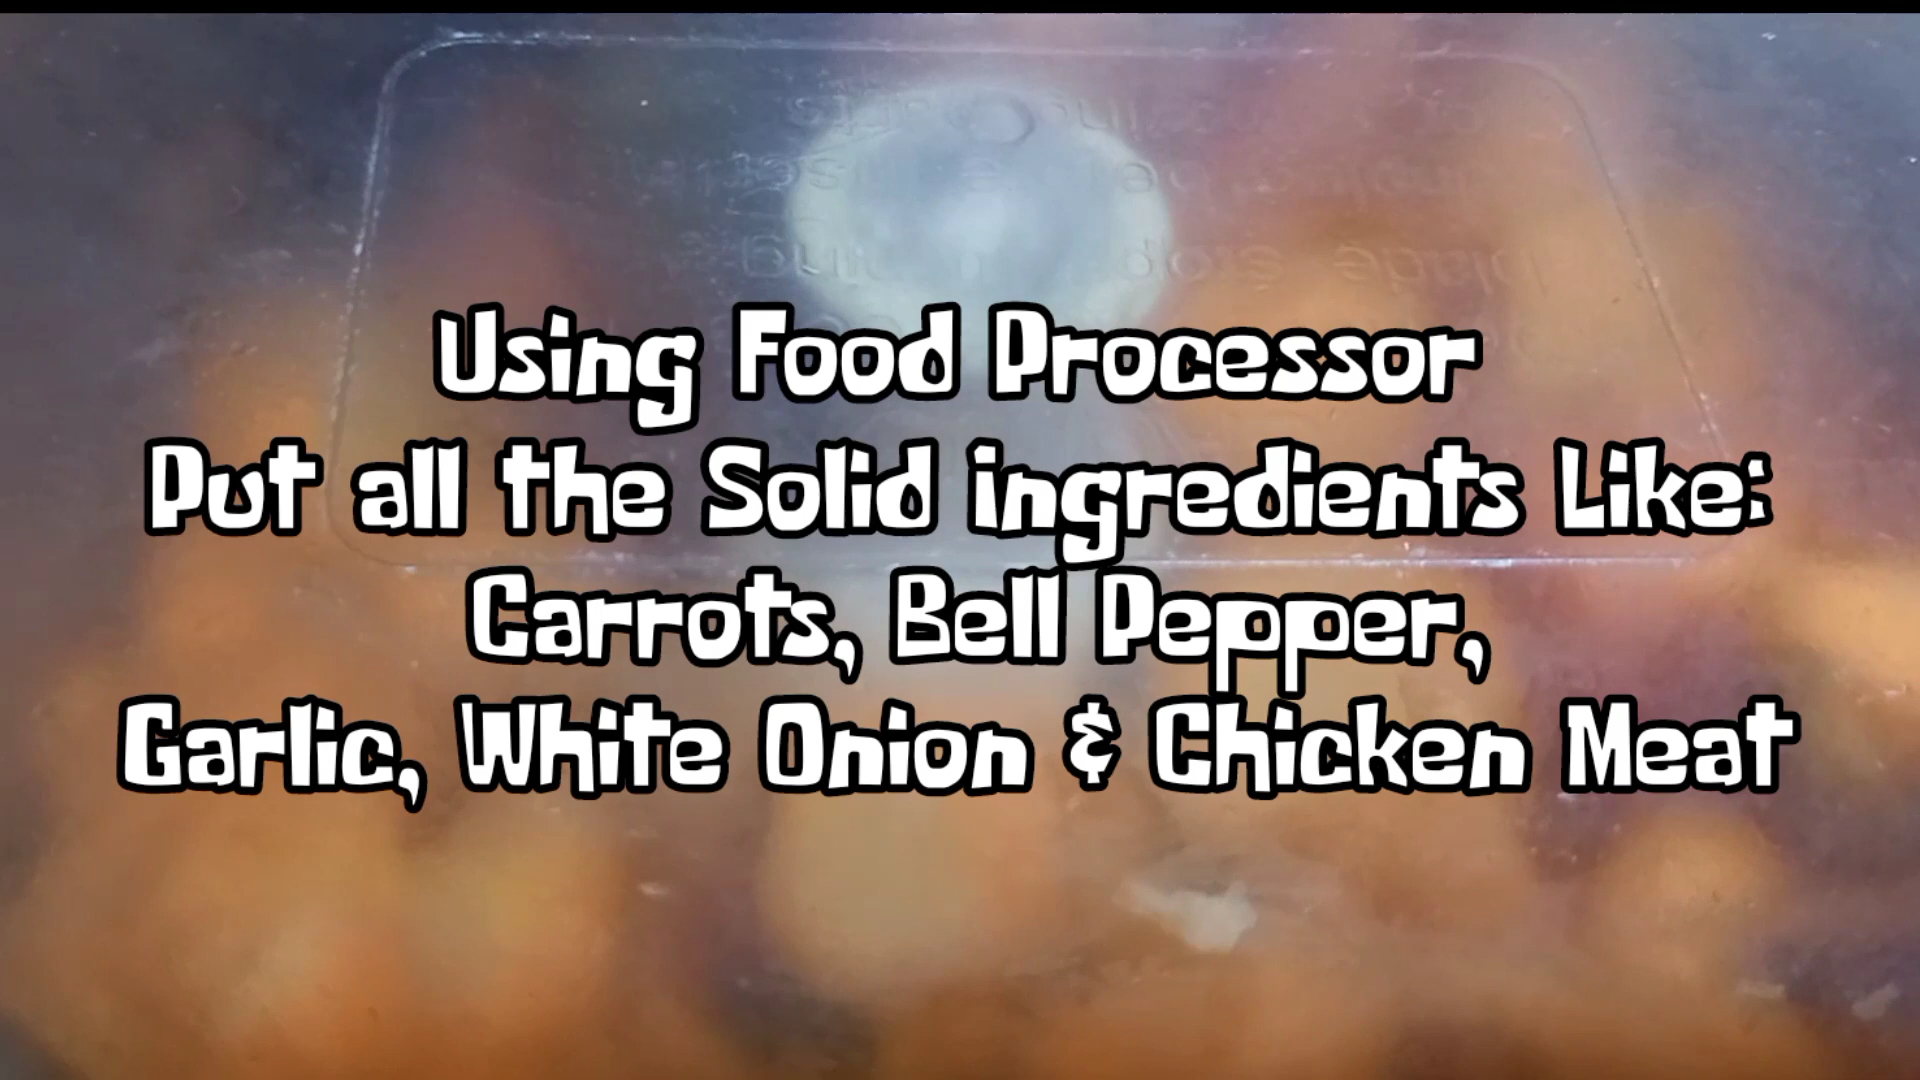 Using Food Processor
Put all the Solid ingredients Like:
Carrots, Bell Pepper,
Garlic, White Onion & Chicken Meat